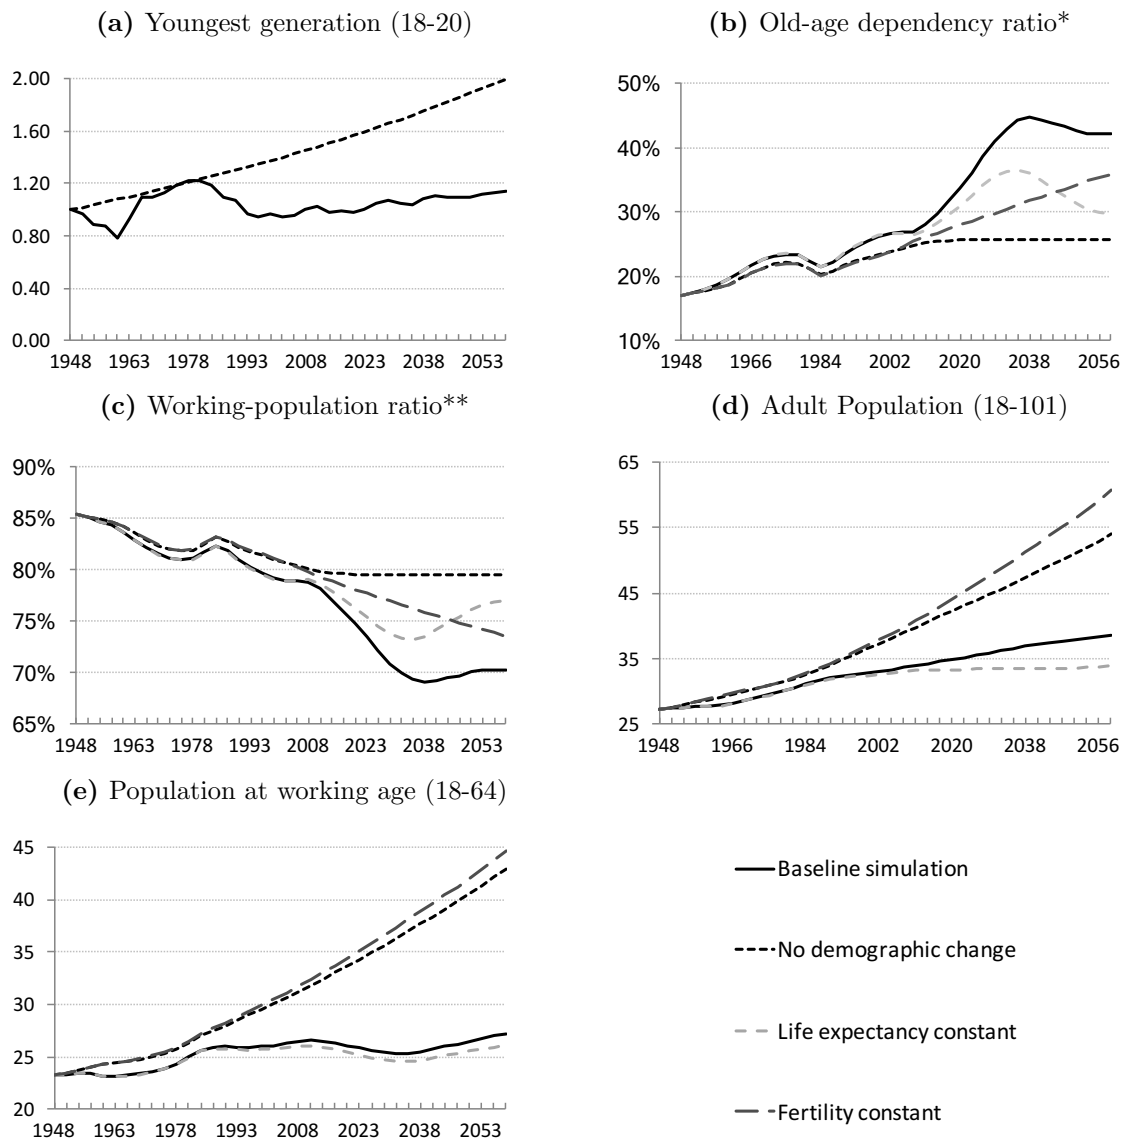 (a) Youngest generation (18-20)
2.00
1.60
1.20
0.80
0.40
0.00
1948 1963 1978 1993 2008 2023 2038 2053
(b) Old-age dependency ratio*
50%
40%
30%
20%
10%
1948 1966 1984 2002 2020 2038 2056
(c) Working-population ratio**
90%
85%
80%
75%
70%
65%
1948 1963 1978 1993 2008 2023 2038 2053
(d) Adult Population (18-101)
65
55
45
35
25
1948 1966 1984 2002 2020 2038 2056
(e) Population at working age (18-64)
45
40
35
30
25
20
1948 1963 1978 1993 2008 2023 2038 2053
Baseline simulation
No demographic change
Life expectancy constant
Fertility constant